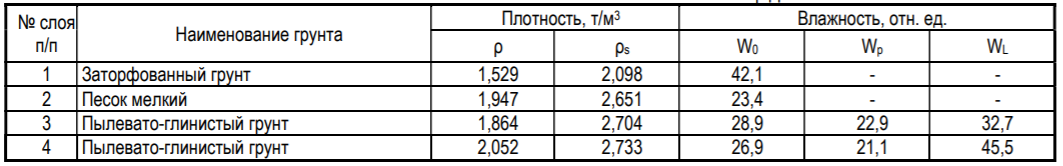 № слоя п/п Наименование грунта Плотность, т/м³ Влажность, отн. ед.
ρ ρs W₀ Wp WL
1 Заторфованный грунт 1,529 2,098 42,1 - -
2 Песок мелкий 1,947 2,651 23,4 - -
3 Пылевато-глинистый грунт 1,864 2,704 28,9 22,9 32,7
4 Пылевато-глинистый грунт 2,052 2,733 26,9 21,1 45,5